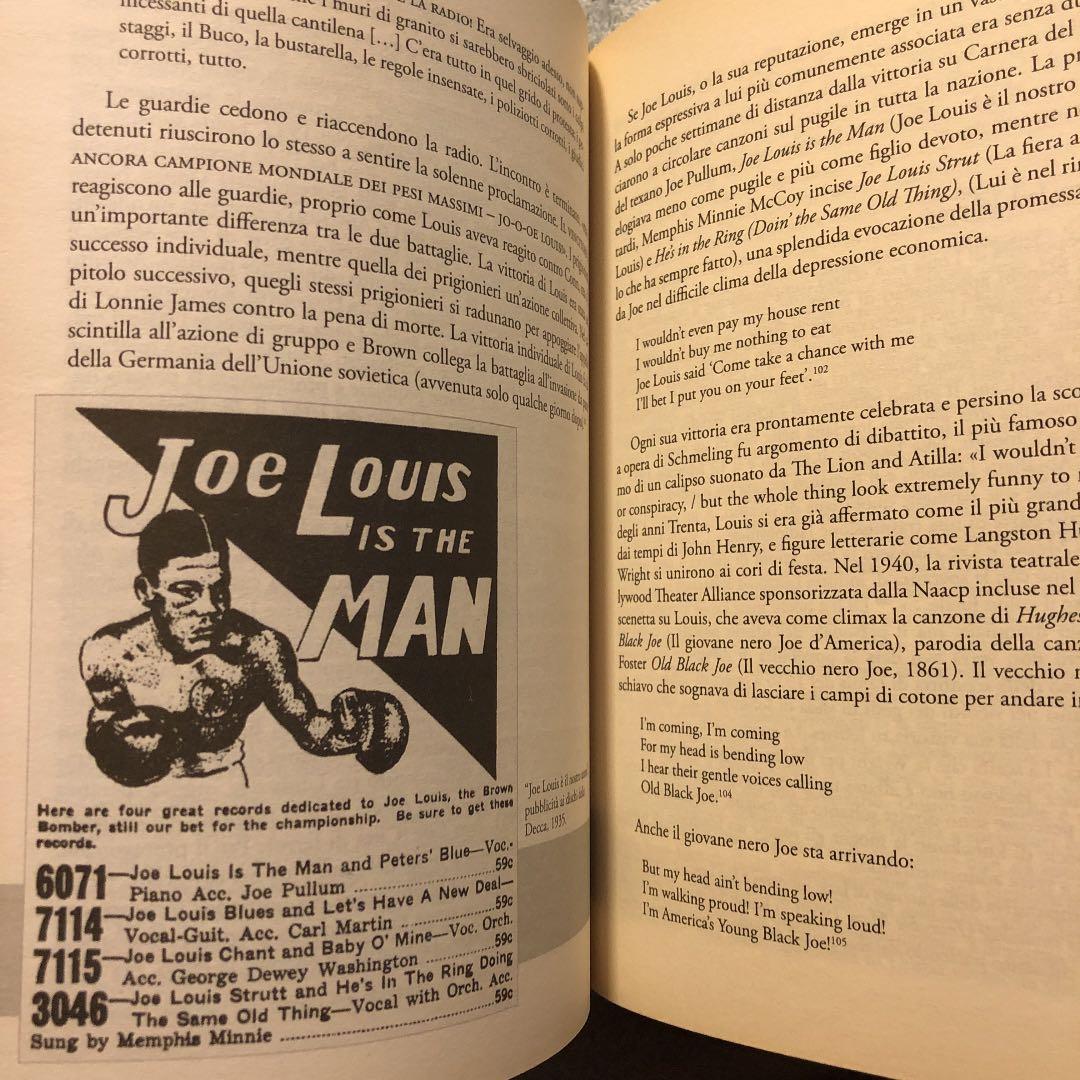 LA RADIO! Era selvaggio adesso,
i muri di granito si sarebbero sbriciolati sotto i colpi
incessanti di quella cantilena […] C'era tutto in quel grido di protesta, i
staggi, il Buco, la bustarella, le regole insensate, i poliziotti corrotti, i giudici
corrotti, tutto.
Le guardie cedono e riaccendono la radio. L'incontro è terminato
detenuti riuscirono lo stesso a sentire la solenne proclamazione.
ANCORA CAMPIONE MONDIALE DEI PESI MASSIMI – JO-O-OE LOUIS». I prigionieri
reagiscono alle guardie, proprio come Louis aveva reagito contro Conn,
un'importante differenza tra le due battaglie. La vittoria di Louis era
successo individuale, mentre quella dei prigionieri un'azione collettiva. Nel
pitolo successivo, quegli stessi prigionieri si radunano per appoggiare
di Lonnie James contro la pena di morte. La vittoria individuale di Louis
scintilla all'azione di gruppo e Brown collega la battaglia all'invasione da parte
della Germania dell'Unione sovietica (avvenuta solo qualche giorno dopo).
JOE LOUIS
IS THE
MAN
Here are four great records dedicated to Joe Louis, the Brown
Bomber, still our bet for the championship. Be sure to get these
records.
6071—Joe Louis Is The Man and Peters' Blue—Voc.-
Piano Acc. Joe Pullum ........ 59c
7114—Joe Louis Blues and Let's Have A New Deal—
Vocal-Guit. Acc. Carl Martin ........ 59c
7115—Joe Louis Chant and Baby O' Mine—Voc. Orch.
Acc. George Dewey Washington ........ 59c
3046—Joe Louis Strutt and He's In The Ring Doing
The Same Old Thing—Vocal with Orch. Acc.
Sung by Memphis Minnie ........ 59c
"Joe Louis è il nostro uomo
pubblicità ai dischi della
Decca, 1935.
Se Joe Louis, o la sua reputazione, emerge in un
la forma espressiva a lui più comunemente associata era senza
A solo poche settimane di distanza dalla vittoria su Carnera del
ciarono a circolare canzoni sul pugile in tutta la nazione. La
del texano Joe Pullum, Joe Louis is the Man (Joe Louis è il nostro
elogiava meno come pugile e più come figlio devoto, mentre
tardi, Memphis Minnie McCoy incise Joe Louis Strut (La fiera
Louis) e He's in the Ring (Doin' the Same Old Thing), (Lui è nel
lo che ha sempre fatto), una splendida evocazione della promessa
da Joe nel difficile clima della depressione economica.
I wouldn't even pay my house rent
I wouldn't buy me nothing to eat
Joe Louis said 'Come take a chance with me
I'll bet I put you on your feet'.102
Ogni sua vittoria era prontamente celebrata e persino la
a opera di Schmeling fu argomento di dibattito, il più famoso
mo di un calipso suonato da The Lion and Atilla: «I wouldn't
or conspiracy, / but the whole thing look extremely funny to
degli anni Trenta, Louis si era già affermato come il più
dai tempi di John Henry, e figure letterarie come Langston
Wright si unirono ai cori di festa. Nel 1940, la rivista teatrale
lywood Theater Alliance sponsorizzata dalla Naacp incluse nel
scenetta su Louis, che aveva come climax la canzone di Hughes
Black Joe (Il giovane nero Joe d'America), parodia della
Foster Old Black Joe (Il vecchio nero Joe, 1861). Il vecchio
schiavo che sognava di lasciare i campi di cotone per andare
I'm coming, I'm coming
For my head is bending low
I hear their gentle voices calling
Old Black Joe.104
Anche il giovane nero Joe sta arrivando:
But my head ain't bending low!
I'm walking proud! I'm speaking loud!
I'm America's Young Black Joe!105